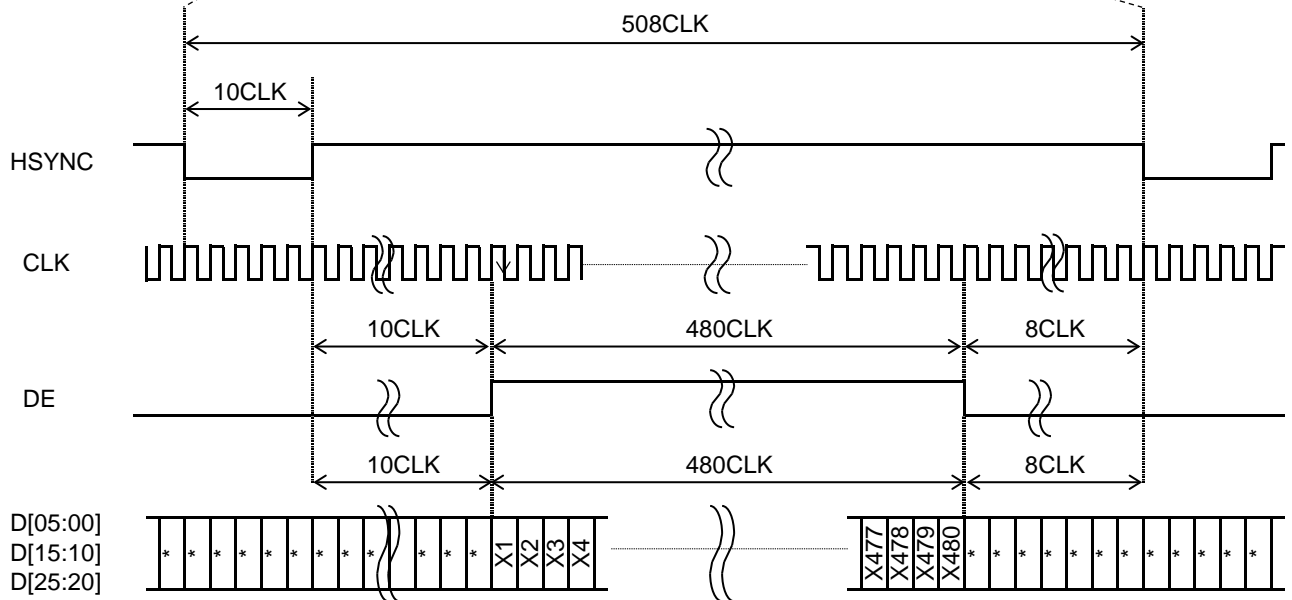 508CLK
10CLK
HSYNC
CLK
10CLK 480CLK 8CLK
DE
10CLK 480CLK 8CLK
D[05:00]
D[15:10]
D[25:20]
* * * * * * * * * * * * X1 X2 X3 X4 X477 X478 X479 X480 * * * * * * * * * * * *